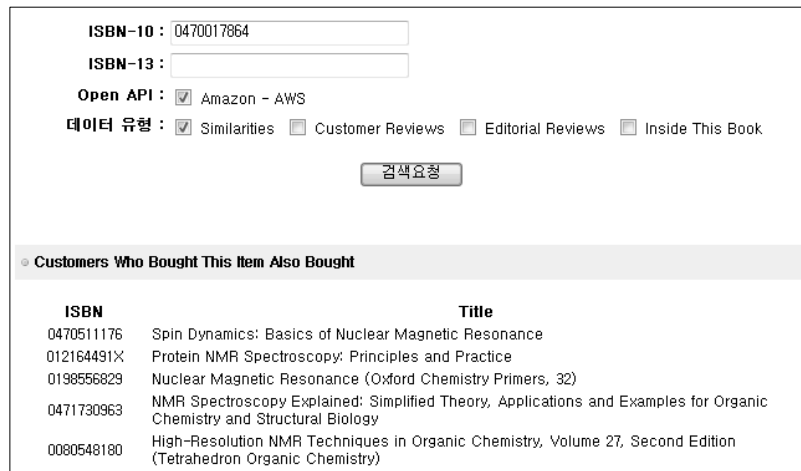 ISBN-10 : 0470017864
ISBN-13 :
Open API : Amazon - AWS
데이터 유형 : Similarities Customer Reviews Editorial Reviews Inside This Book
검색요청
Customers Who Bought This Item Also Bought
ISBN Title
0470511176 Spin Dynamics: Basics of Nuclear Magnetic Resonance
012164491X Protein NMR Spectroscopy: Principles and Practice
0198556829 Nuclear Magnetic Resonance (Oxford Chemistry Primers, 32)
0471730963 NMR Spectroscopy Explained: Simplified Theory, Applications and Examples for Organic
Chemistry and Structural Biology
0080548180 High-Resolution NMR Techniques in Organic Chemistry, Volume 27, Second Edition
(Tetrahedron Organic Chemistry)